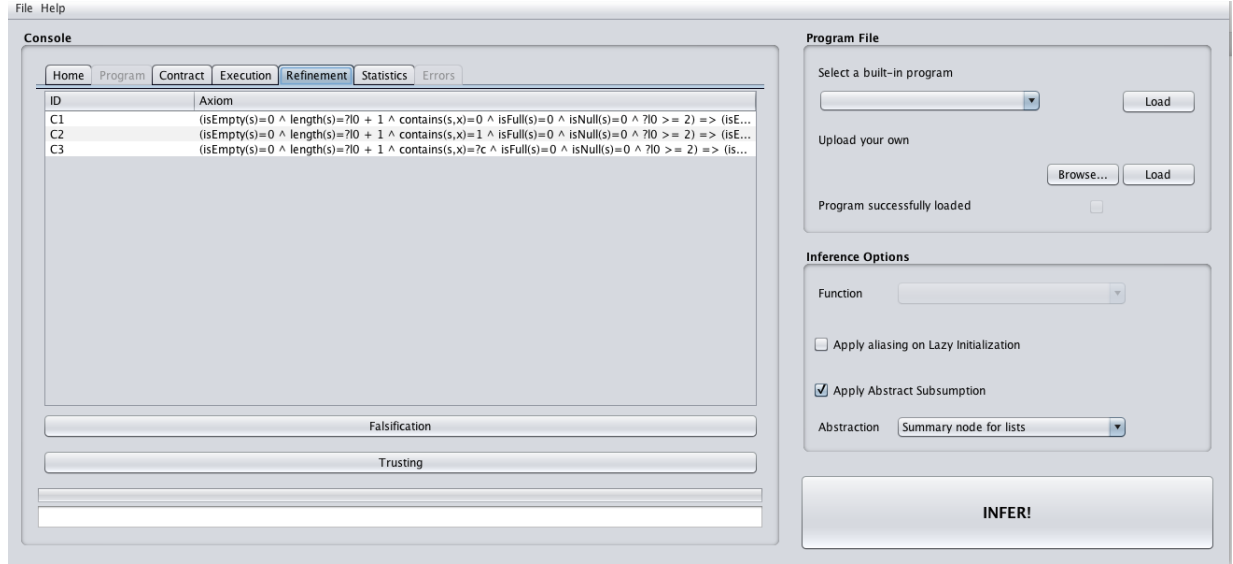 File Help
Console
Home Program Contract Execution Refinement Statistics Errors
ID Axiom
C1 (isEmpty(s)=0 ^ length(s)=?l0 + 1 ^ contains(s,x)=0 ^ isFull(s)=0 ^ isNull(s)=0 ^ ?l0 >= 2) => (isE...
C2 (isEmpty(s)=0 ^ length(s)=?l0 + 1 ^ contains(s,x)=1 ^ isFull(s)=0 ^ isNull(s)=0 ^ ?l0 >= 2) => (isE...
C3 (isEmpty(s)=0 ^ length(s)=?l0 + 1 ^ contains(s,x)=?c ^ isFull(s)=0 ^ isNull(s)=0 ^ ?l0 >= 2) => (is...
Falsification
Trusting
Program File
Select a built-in program
Load
Upload your own
Browse... Load
Program successfully loaded
Inference Options
Function
Apply aliasing on Lazy Initialization
Apply Abstract Subsumption
Abstraction Summary node for lists
INFER!